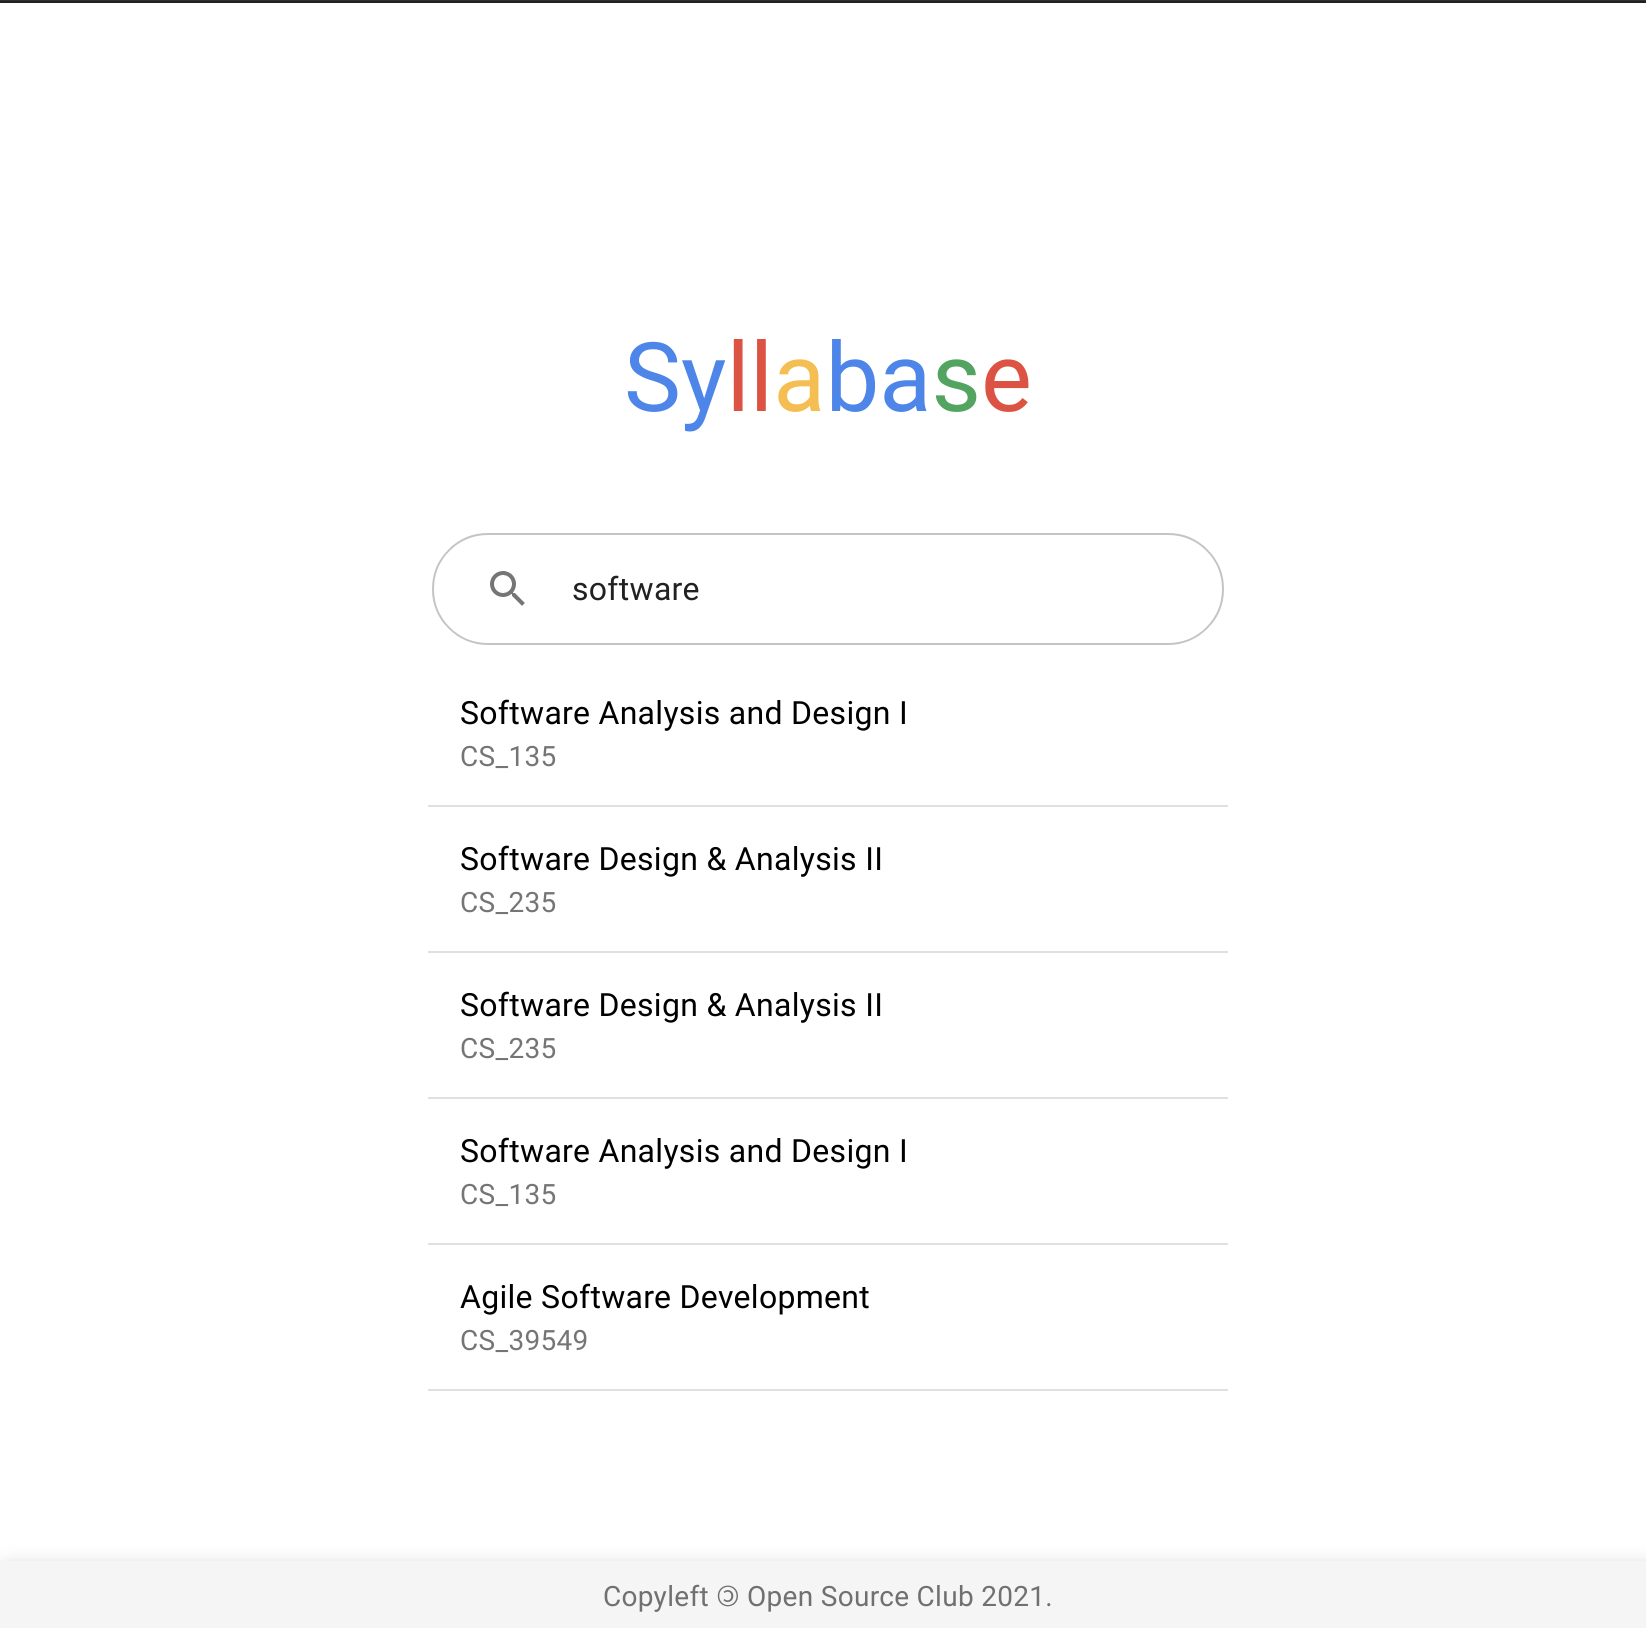 Syllabase
software
Software Analysis and Design I
CS_135
Software Design & Analysis II
CS_235
Software Design & Analysis II
CS_235
Software Analysis and Design I
CS_135
Agile Software Development
CS_39549
Copyleft 🄯 Open Source Club 2021.